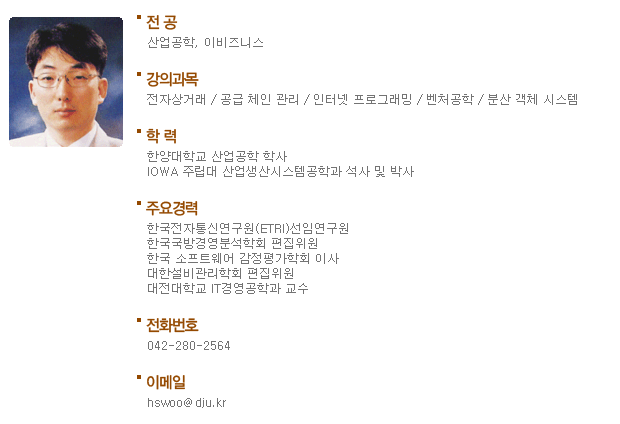 전 공
산업공학, 이비즈니스
강의과목
전자상거래 / 공급 체인 관리 / 인터넷 프로그래밍 / 벤처공학 / 분산 객체 시스템
학 력
한양대학교 산업공학 학사
IOWA 주립대 산업생산시스템공학과 석사 및 박사
주요경력
한국전자통신연구원(ETRI)선임연구원
한국국방경영분석학회 편집위원
한국 소프트웨어 감정평가학회 이사
대한설비관리학회 편집위원
대전대학교 IT경영공학과 교수
전화번호
042-280-2564
이메일
hswoo@dju.kr